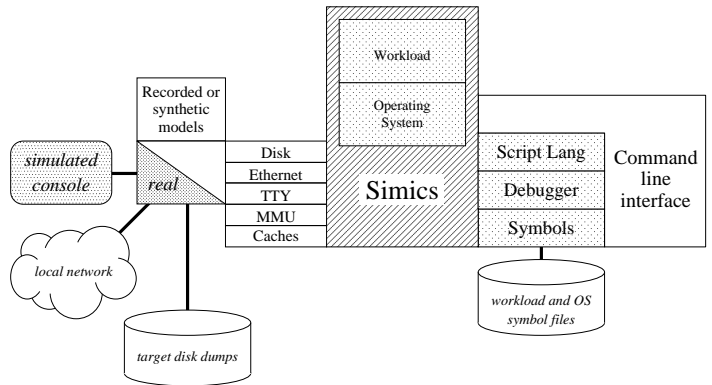 Workload
Operating
System
Simics
Recorded or
synthetic
models
real
simulated
console
local network
target disk dumps
Disk
Ethernet
TTY
MMU
Caches
Script Lang
Debugger
Symbols
Command
line
interface
workload and OS
symbol files